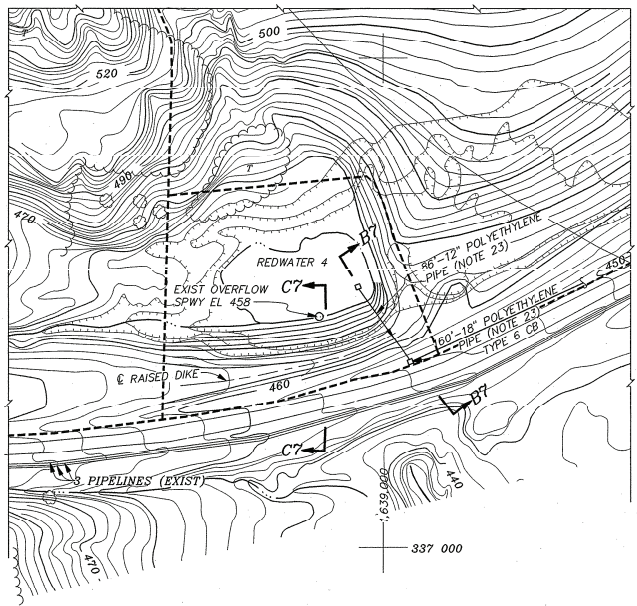 T
500
520
490
T
470
B7
REDWATER 4
86'-12" POLYETHYLENE
PIPE (NOTE 23)
450
C7
EXIST OVERFLOW
SPWY EL 458
60'-18" POLYETHYLENE
PIPE (NOTE 23)
TYPE 6 CB
℄ RAISED DIKE
460
B7
C7
3 PIPELINES (EXIST)
440
1,639,000
337 000
470